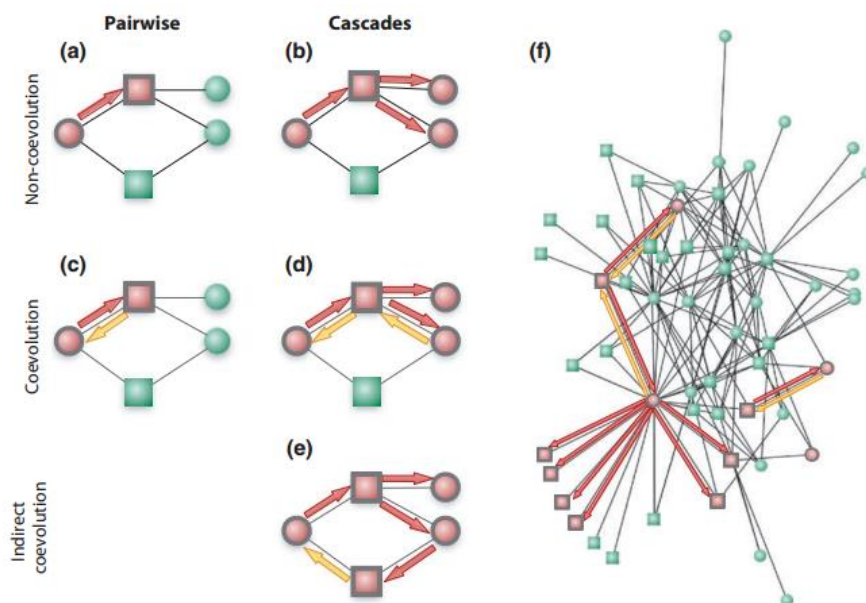 Pairwise
Cascades
(a)
(b)
(f)
Non-coevolution
(c)
(d)
Coevolution
(e)
Indirect
coevolution